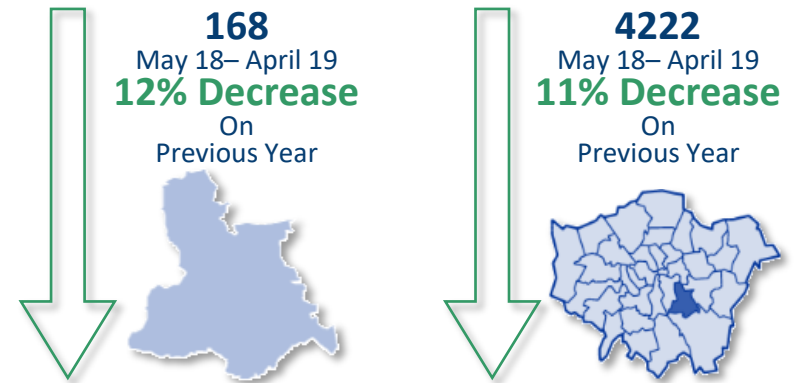 168
May 18– April 19
12% Decrease
On
Previous Year
4222
May 18– April 19
11% Decrease
On
Previous Year